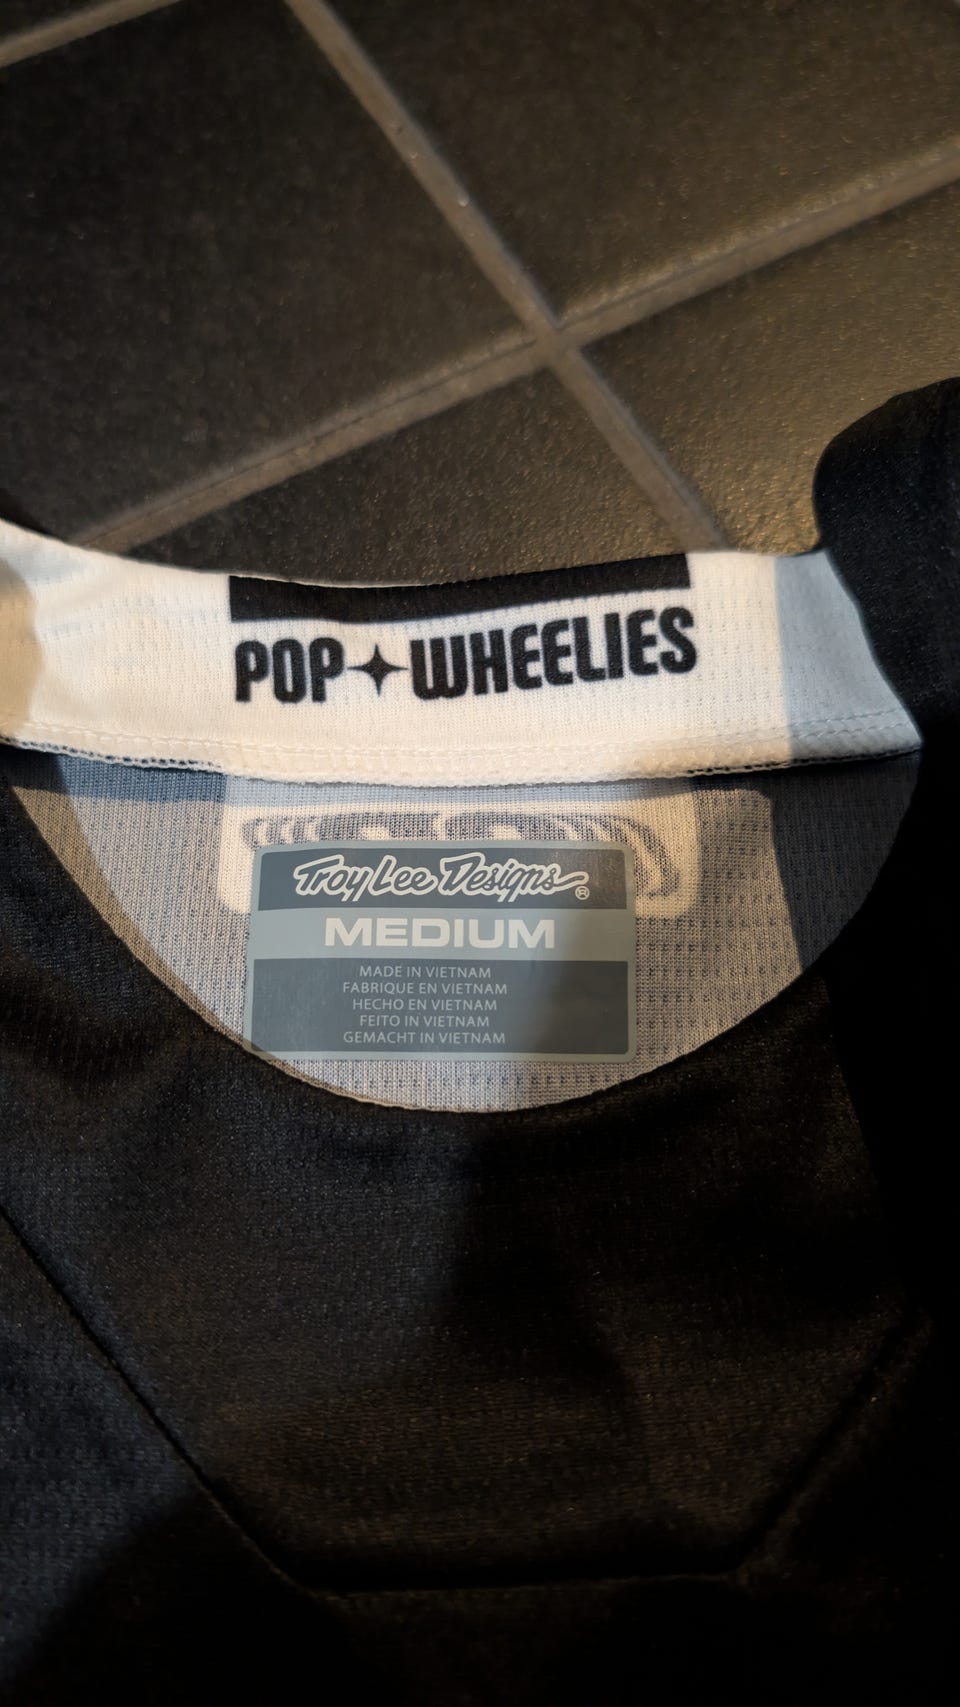 POP✦WHEELIES
Troy Lee Designs®
MEDIUM
MADE IN VIETNAM
FABRIQUE EN VIETNAM
HECHO EN VIETNAM
FEITO IN VIETNAM
GEMACHT IN VIETNAM